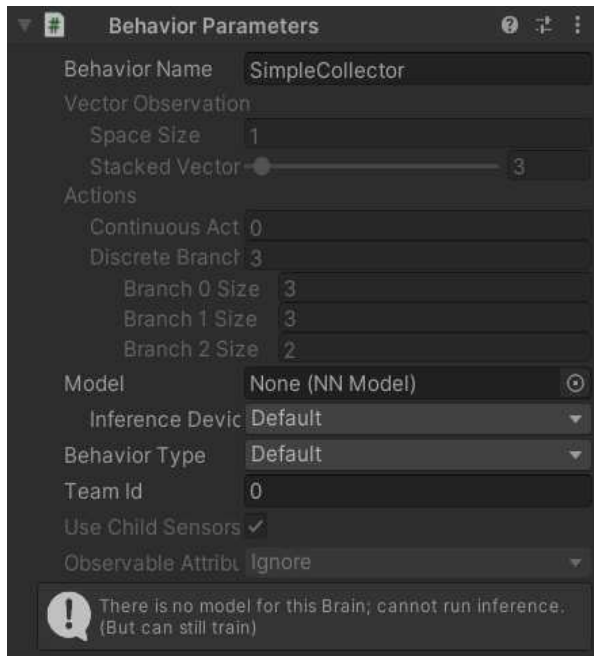 # Behavior Parameters
Behavior Name SimpleCollector
Vector Observation
Space Size 1
Stacked Vector 3
Actions
Continuous Act 0
Discrete Branch 3
Branch 0 Size 3
Branch 1 Size 3
Branch 2 Size 2
Model None (NN Model)
Inference Devic Default
Behavior Type Default
Team Id 0
Use Child Sensors
Observable Attribu Ignore
There is no model for this Brain; cannot run inference.
(But can still train)